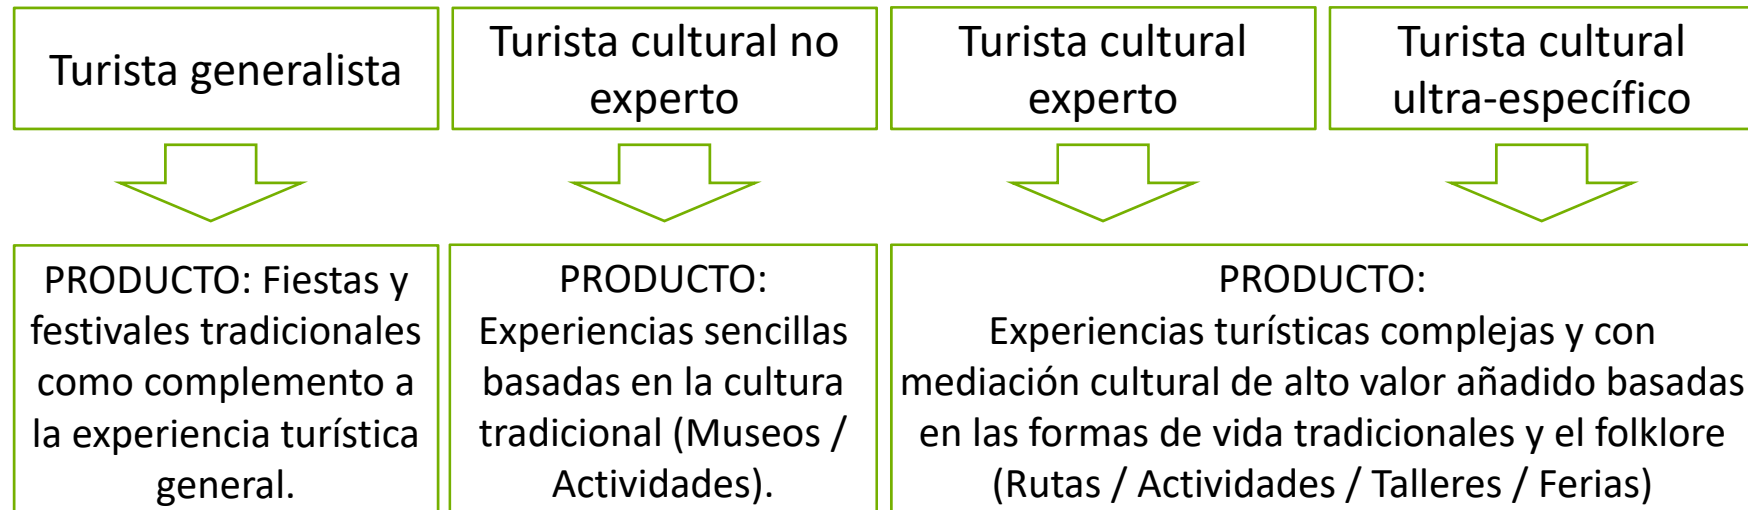 Turista generalista
Turista cultural no
experto
Turista cultural
experto
Turista cultural
ultra-específico
PRODUCTO: Fiestas y
festivales tradicionales
como complemento a
la experiencia turística
general.
PRODUCTO:
Experiencias sencillas
basadas en la cultura
tradicional (Museos /
Actividades).
PRODUCTO:
Experiencias turísticas complejas y con
mediación cultural de alto valor añadido basadas
en las formas de vida tradicionales y el folklore
(Rutas / Actividades / Talleres / Ferias)